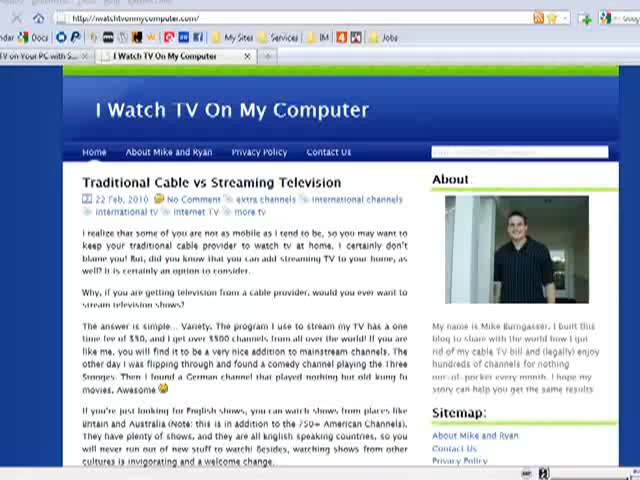 http://iwatchtvonmycomputer.com/
Docs
My Sites
Services
IM
Jobs
TV on Your PC with S...
I Watch TV On My Computer
I Watch TV On My Computer
Home
About Mike and Ryan
Privacy Policy
Contact Us
Traditional Cable vs Streaming Television
22 Feb, 2010
No Comment
extra channels
international channels
international tv
internet TV
more tv
I realize that some of you are not as mobile as I tend to be, so you may want to
keep your traditional cable provider to watch tv at home. I certainly don't
blame you! But, did you know that you can add streaming TV to your home, as
well? It is certainly an option to consider.
Why, if you are getting television from a cable provider, would you ever want to
stream television shows?
The answer is simple... Variety. The program I use to stream my TV has a one
time fee of $50, and I get over 3500 channels from all over the world! If you are
like me, you will find it to be a very nice addition to mainstream channels. The
other day I was flipping through and found a comedy channel playing the Three
Stooges. Then I found a German channel that played nothing but old kung fu
movies. Awesome
If you're just looking for English shows, you can watch shows from places like
Britain and Australia (Note: this is in addition to the 750+ American Channels).
They have plenty of shows, and they are all English speaking countries, so you
will never run out of new stuff to watch! Besides, watching shows from other
cultures is invigorating and a welcome change.
About
My name is Mike Bumgasser. I built this
blog to share with the world how I got
rid of my cable TV bill and (legally) enjoy
hundreds of channels for nothing
out-of-pocket every month. I hope my
story can help you get the same results
Sitemap:
About Mike and Ryan
Contact Us
Privacy Policy